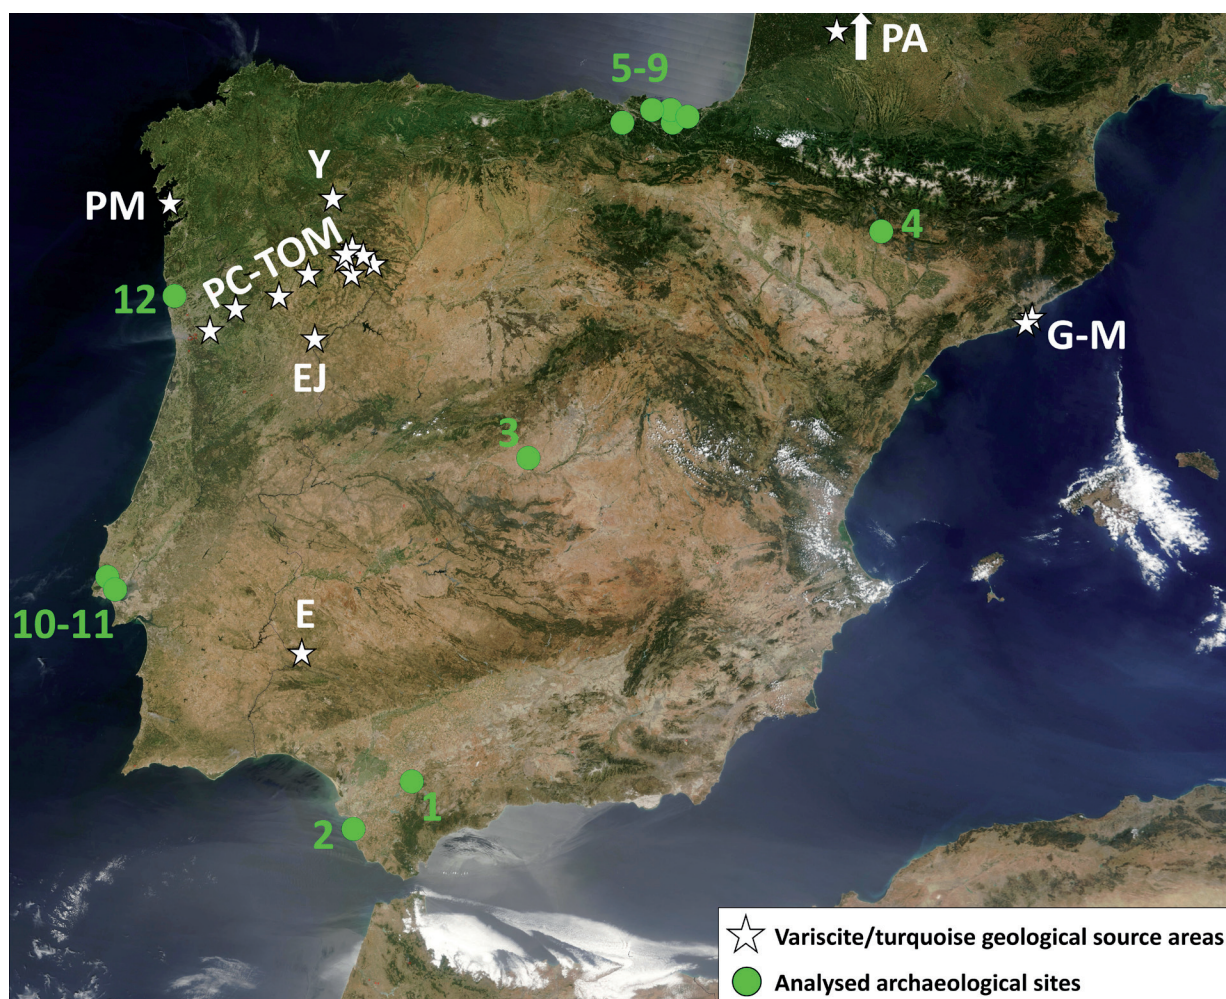 PA
5-9
Y
PM
4
PC-TOM
12
G-M
EJ
3
E
10-11
1
2
Variscite/turquoise geological source areas
Analysed archaeological sites